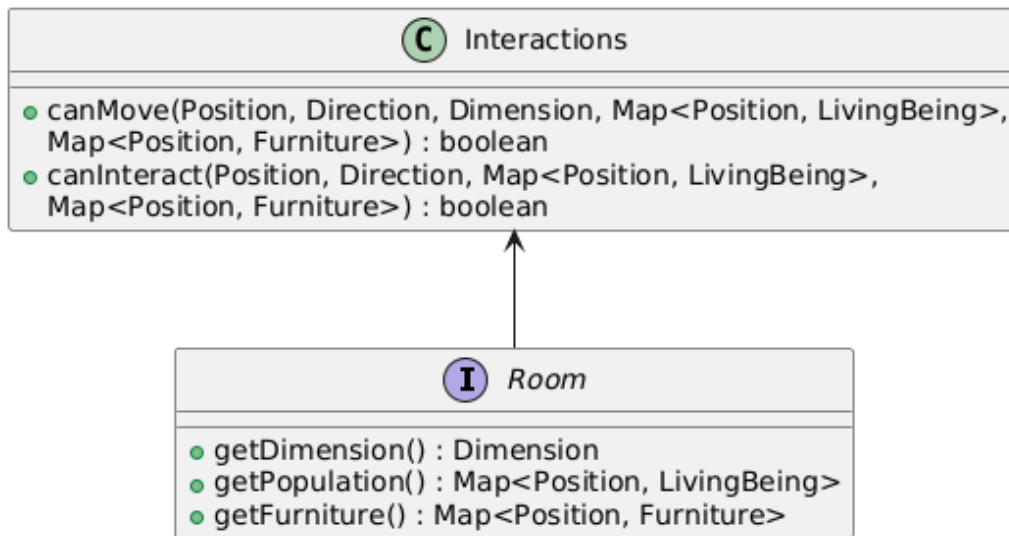 C Interactions
canMove(Position, Direction, Dimension, Map<Position, LivingBeing>,
Map<Position, Furniture>) : boolean
canInteract(Position, Direction, Map<Position, LivingBeing>,
Map<Position, Furniture>) : boolean
I Room
getDimension() : Dimension
getPopulation() : Map<Position, LivingBeing>
getFurniture() : Map<Position, Furniture>